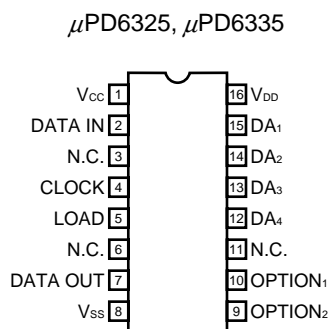 μPD6325, μPD6335
Vcc 1 16 VDD
DATA IN 2 15 DA1
N.C. 3 14 DA2
CLOCK 4 13 DA3
LOAD 5 12 DA4
N.C. 6 11 N.C.
DATA OUT 7 10 OPTION1
Vss 8 9 OPTION2